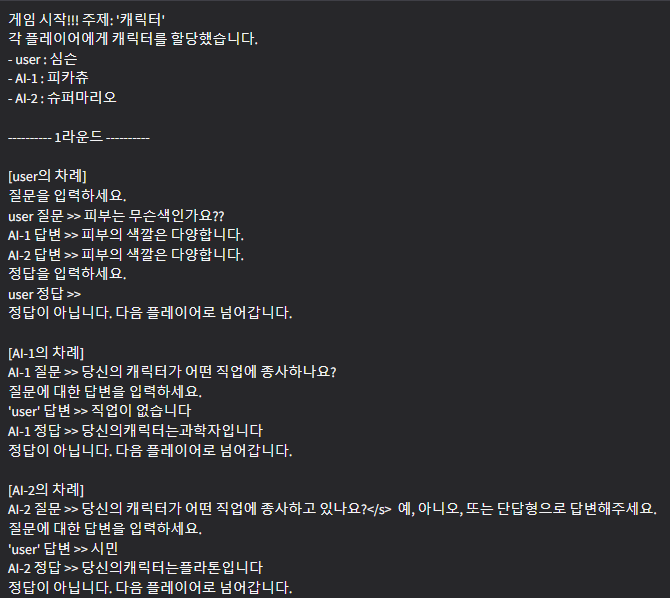 게임 시작!!! 주제: '캐릭터'
각 플레이어에게 캐릭터를 할당했습니다.
- user : 심슨
- AI-1 : 피카츄
- AI-2 : 슈퍼마리오
---------- 1라운드 ----------
[user의 차례]
질문을 입력하세요.
user 질문 >> 피부는 무슨색인가요??
AI-1 답변 >> 피부의 색깔은 다양합니다.
AI-2 답변 >> 피부의 색깔은 다양합니다.
정답을 입력하세요.
user 정답 >>
정답이 아닙니다. 다음 플레이어로 넘어갑니다.
[AI-1의 차례]
AI-1 질문 >> 당신의 캐릭터가 어떤 직업에 종사하나요?
질문에 대한 답변을 입력하세요.
'user' 답변 >> 직업이 없습니다
AI-1 정답 >> 당신의캐릭터는과학자입니다
정답이 아닙니다. 다음 플레이어로 넘어갑니다.
[AI-2의 차례]
AI-2 질문 >> 당신의 캐릭터가 어떤 직업에 종사하고 있나요?</s>  예, 아니오, 또는 단답형으로 답변해주세요.
질문에 대한 답변을 입력하세요.
'user' 답변 >> 시민
AI-2 정답 >> 당신의캐릭터는플라톤입니다
정답이 아닙니다. 다음 플레이어로 넘어갑니다.